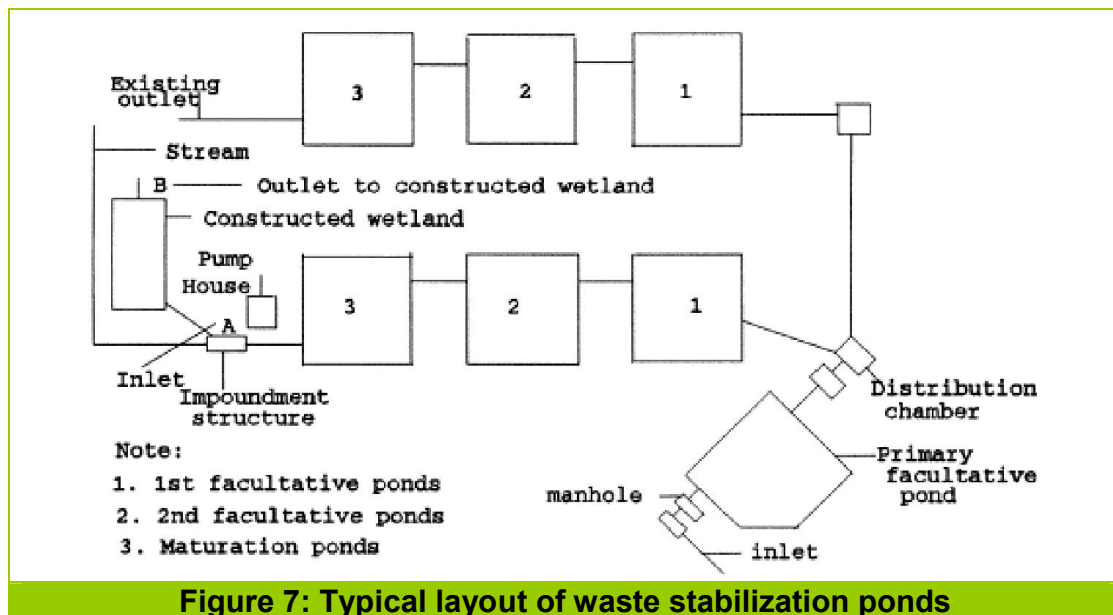 3
2
1
Existing
outlet
Stream
B
Outlet to constructed wetland
Constructed wetland
Pump
House
3
2
1
A
Inlet
Impoundment
structure
Distribution
chamber
Note:
1. 1st facultative ponds
2. 2nd facultative ponds
3. Maturation ponds
Primary
facultative
pond
manhole
inlet
Figure 7: Typical layout of waste stabilization ponds